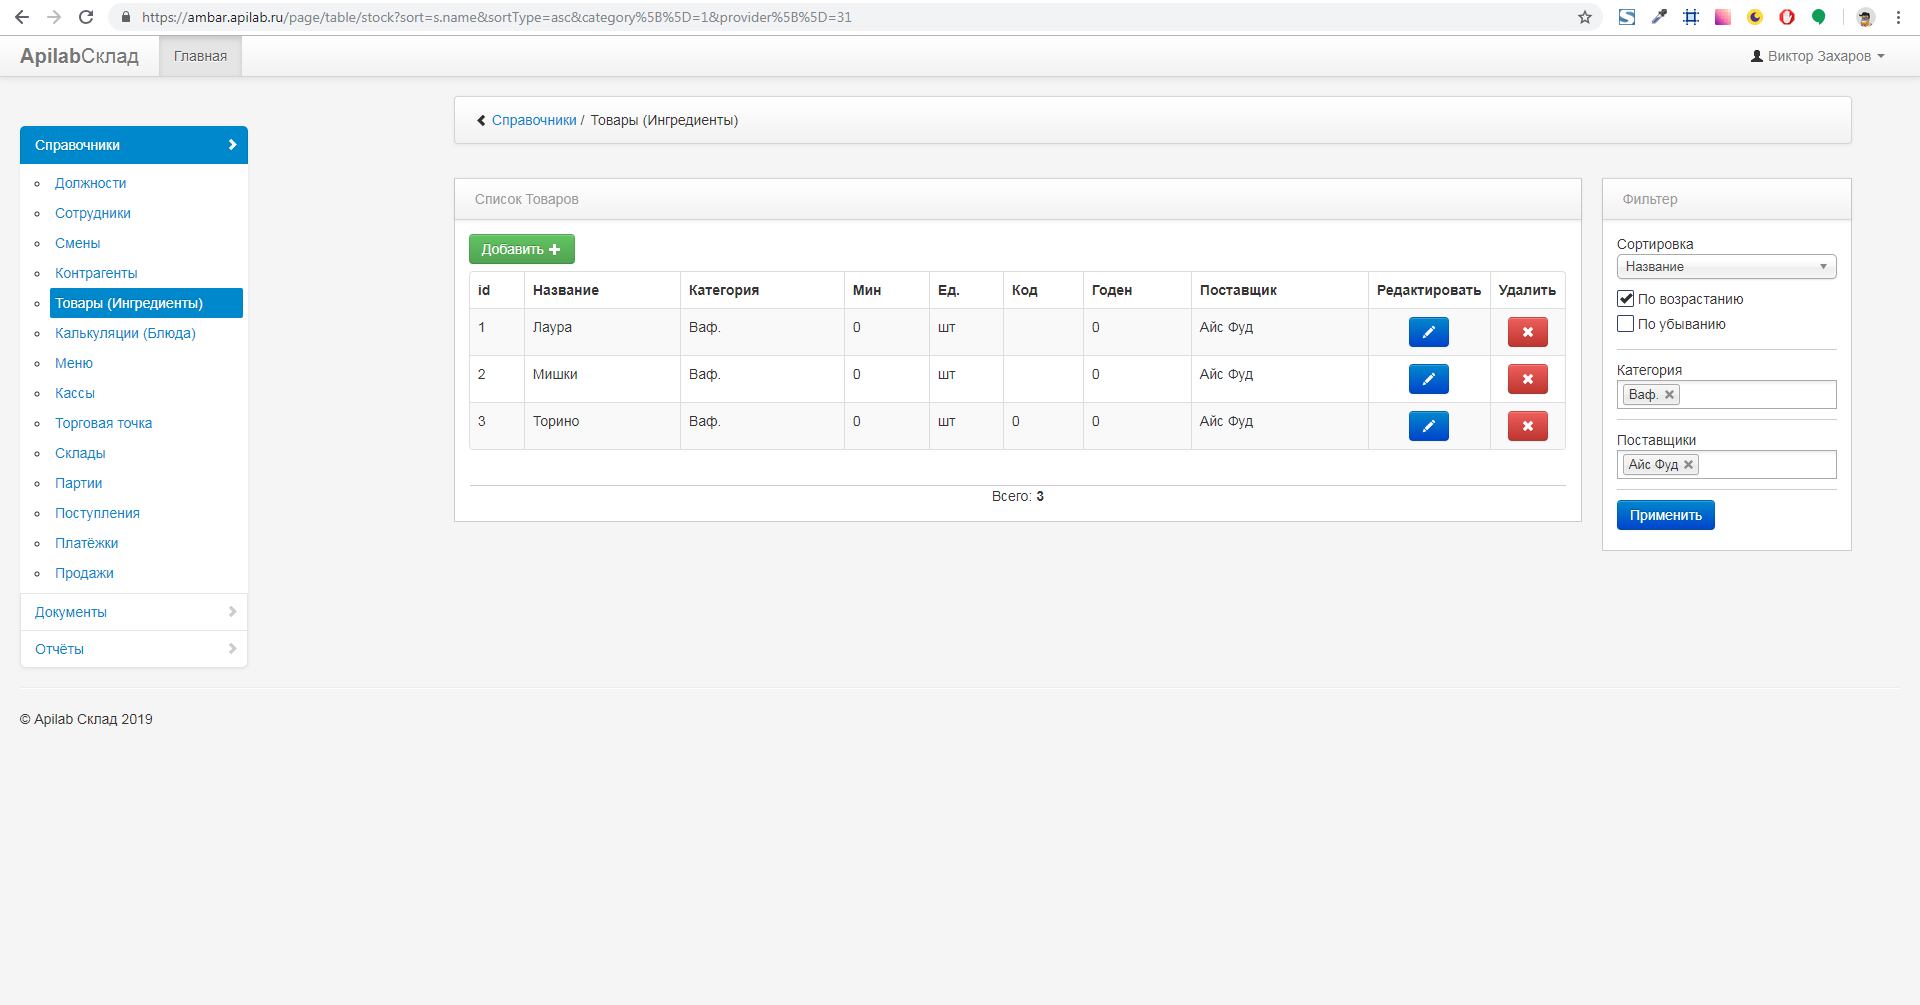 https://ambar.apilab.ru/page/table/stock?sort=s.name&sortType=asc&category%5B%5D=1&provider%5B%5D=31
ApilabСклад Главная Виктор Захаров
Справочники / Товары (Ингредиенты)
Справочники
Должности
Сотрудники
Смены
Контрагенты
Товары (Ингредиенты)
Калькуляции (Блюда)
Меню
Кассы
Торговая точка
Склады
Партии
Поступления
Платёжки
Продажи
Документы
Отчёты
Список Товаров
Добавить
id Название Категория Мин Ед. Код Годен Поставщик Редактировать Удалить
1 Лаура Ваф. 0 шт 0 Айс Фуд
2 Мишки Ваф. 0 шт 0 Айс Фуд
3 Торино Ваф. 0 шт 0 0 Айс Фуд
Всего: 3
Фильтр
Сортировка
Название
По возрастанию
По убыванию
Категория
Ваф.
Поставщики
Айс Фуд
Применить
© Apilab Склад 2019